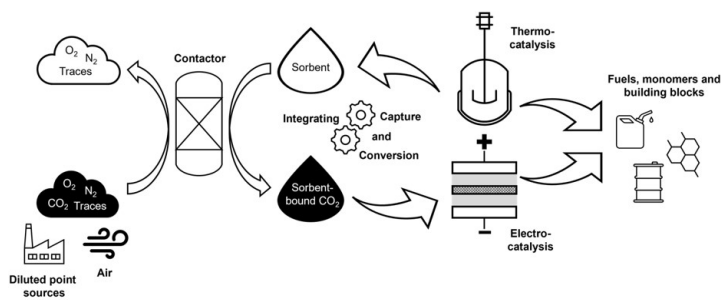 O2 N2
Traces
Contactor
Sorbent
Thermo-
catalysis
Fuels, monomers and
building blocks
Integrating Capture
and
Conversion
+
O2 N2
CO2 Traces
Sorbent-
bound CO2
−
Electro-
catalysis
Air
Diluted point
sources